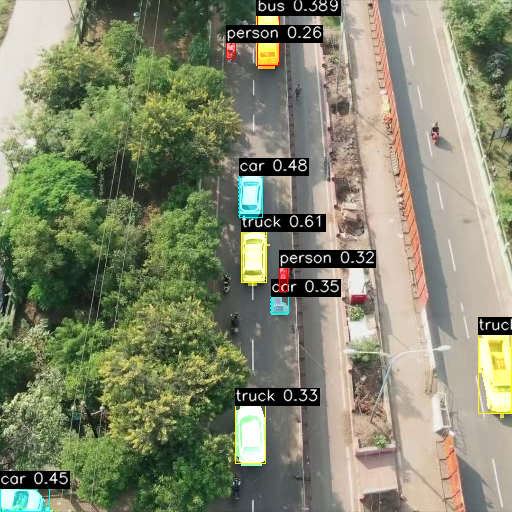 bus 0.389
person 0.26
car 0.48
truck 0.61
person 0.32
car 0.35
truck
truck 0.33
car 0.45